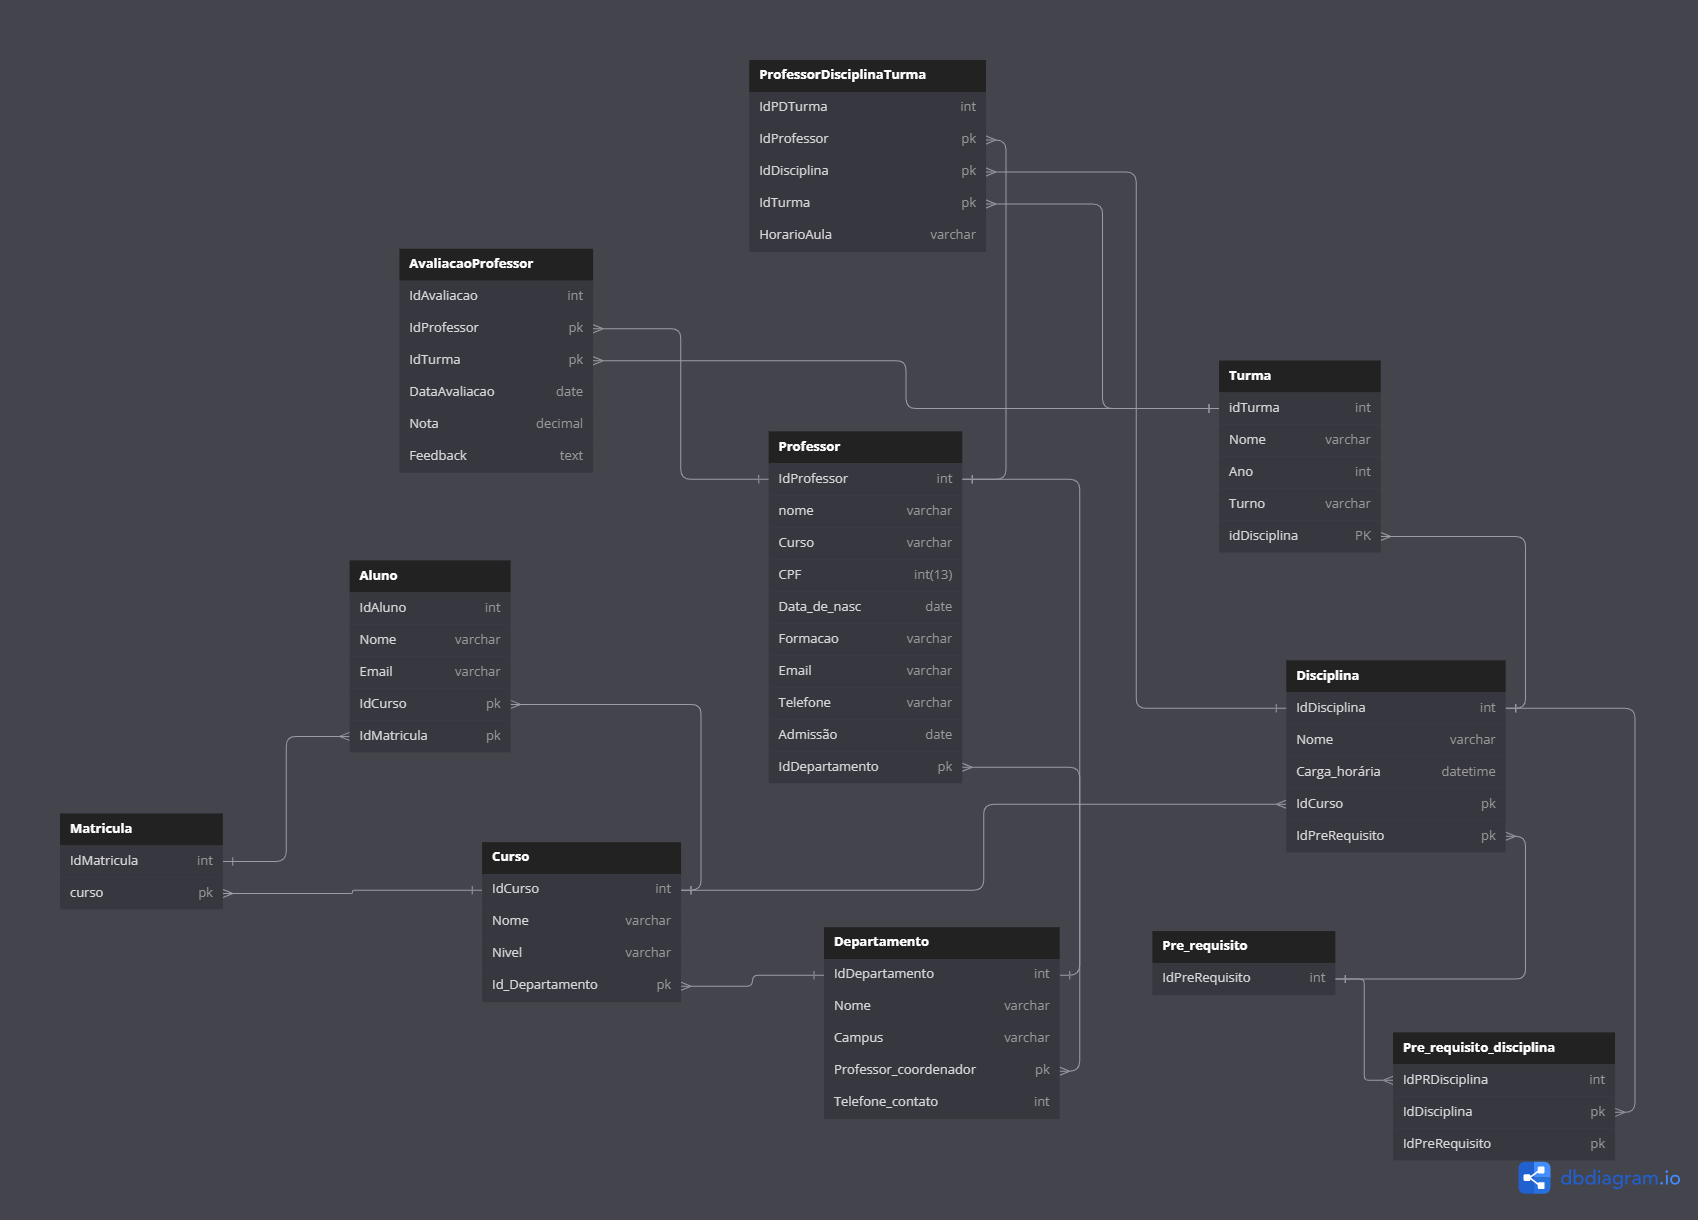 ProfessorDisciplinaTurma
IdPDTurma int
IdProfessor pk
IdDisciplina pk
IdTurma pk
HorarioAula varchar
AvaliacaoProfessor
IdAvaliacao int
IdProfessor pk
IdTurma pk
DataAvaliacao date
Nota decimal
Feedback text
Turma
idTurma int
Nome varchar
Ano int
Turno varchar
idDisciplina PK
Professor
IdProfessor int
nome varchar
Curso varchar
CPF int(13)
Data_de_nasc date
Formacao varchar
Email varchar
Telefone varchar
Admissão date
IdDepartamento pk
Aluno
IdAluno int
Nome varchar
Email varchar
IdCurso pk
IdMatricula pk
Disciplina
IdDisciplina int
Nome varchar
Carga_horária datetime
IdCurso pk
IdPreRequisito pk
Matricula
IdMatricula int
curso pk
Curso
IdCurso int
Nome varchar
Nivel varchar
Id_Departamento pk
Departamento
IdDepartamento int
Nome varchar
Campus varchar
Professor_coordenador pk
Telefone_contato int
Pre_requisito
IdPreRequisito int
Pre_requisito_disciplina
IdPRDisciplina int
IdDisciplina pk
IdPreRequisito pk
dbdiagram.io